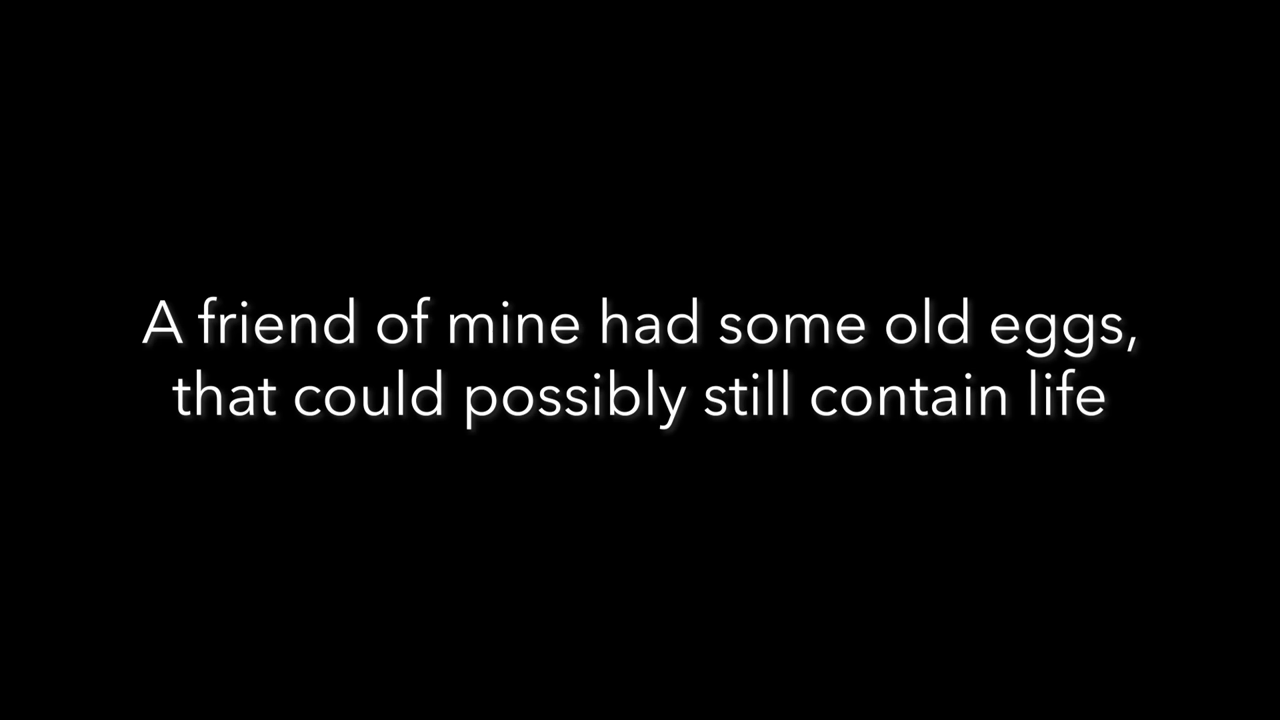 A friend of mine had some old eggs,
that could possibly still contain life